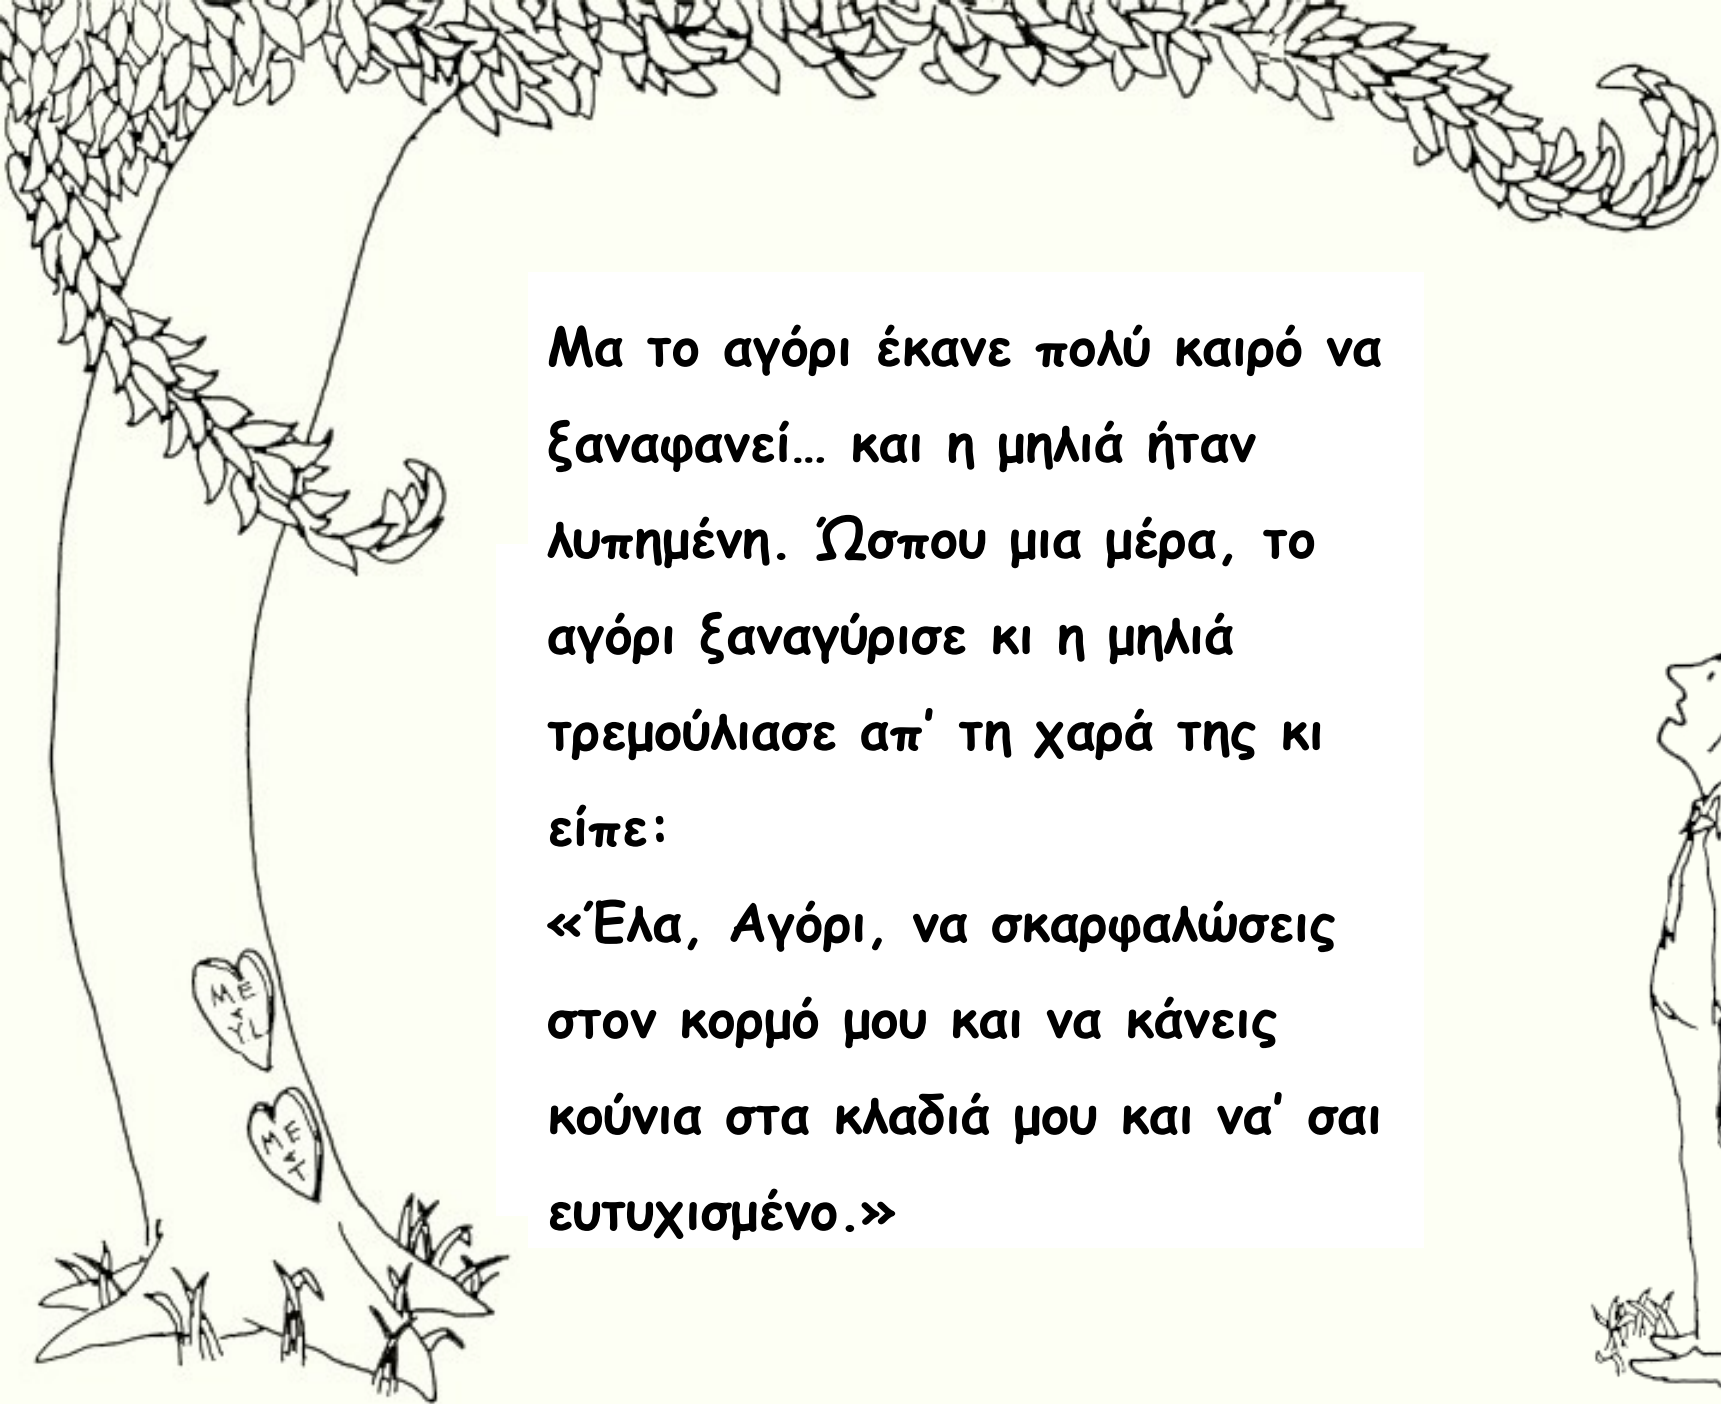 Μα το αγόρι έκανε πολύ καιρό να
ξαναφανεί... και η μηλιά ήταν
λυπημένη. Ώσπου μια μέρα, το
αγόρι ξαναγύρισε κι η μηλιά
τρεμούλιασε απ' τη χαρά της κι
είπε:
«Έλα, Αγόρι, να σκαρφαλώσεις
στον κορμό μου και να κάνεις
κούνια στα κλαδιά μου και να' σαι
ευτυχισμένο.»
ME
+
Y.L
ME
+
T